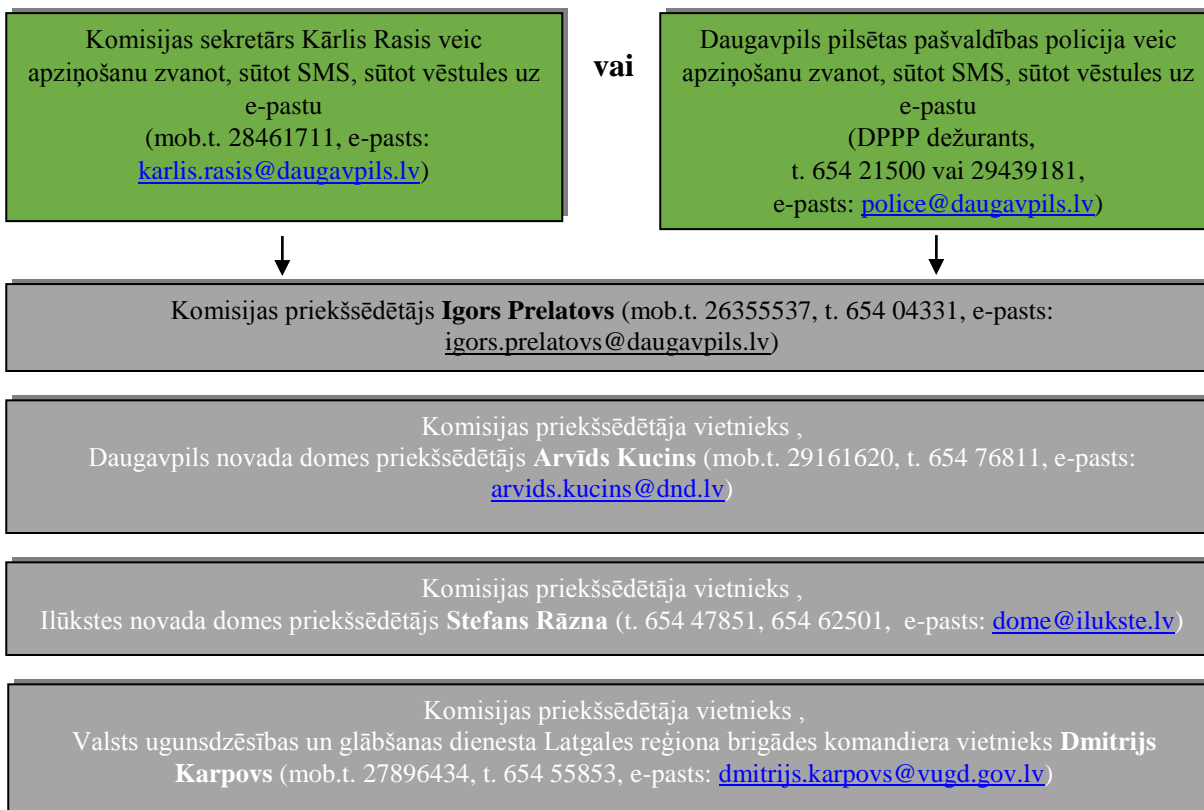 Komisijas sekretārs Kārlis Rasis veic
apziņošanu zvanot, sūtot SMS, sūtot vēstules uz
e-pastu
(mob.t. 28461711, e-pasts:
karlis.rasis@daugavpils.lv)
vai
Daugavpils pilsētas pašvaldības policija veic
apziņošanu zvanot, sūtot SMS, sūtot vēstules uz
e-pastu
(DPPP dežurants,
t. 654 21500 vai 29439181,
e-pasts: police@daugavpils.lv)
Komisijas priekšsēdētājs Igors Prelatovs (mob.t. 26355537, t. 654 04331, e-pasts:
igors.prelatovs@daugavpils.lv)
Komisijas priekšsēdētāja vietnieks ,
Daugavpils novada domes priekšsēdētājs Arvīds Kucins (mob.t. 29161620, t. 654 76811, e-pasts:
arvids.kucins@dnd.lv)
Komisijas priekšsēdētāja vietnieks ,
Ilūkstes novada domes priekšsēdētājs Stefans Rāzna (t. 654 47851, 654 62501, e-pasts: dome@ilukste.lv)
Komisijas priekšsēdētāja vietnieks ,
Valsts ugunsdzēsības un glābšanas dienesta Latgales reģiona brigādes komandiera vietnieks Dmitrijs
Karpovs (mob.t. 27896434, t. 654 55853, e-pasts: dmitrijs.karpovs@vugd.gov.lv)